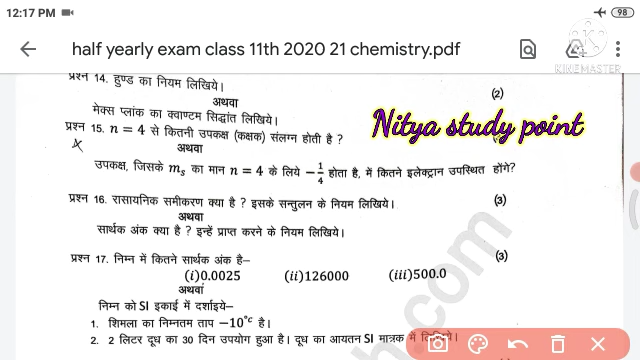 12:17 PM
98
half yearly exam class 11th 2020 21 chemistry.pdf
KINEMASTER
प्रश्न 14. हुण्ड का नियम लिखिये।
(2)
अथवा
मेक्स प्लांक का क्वाण्टम सिद्धांत लिखिये।
Nitya study point
प्रश्न 15. n = 4 से कितनी उपकक्ष (कक्षक) संलग्न होती है ?
अथवा
उपकक्ष, जिसके mₛ का मान n = 4 के लिये −1/4 होता है, में कितने इलेक्ट्रान उपस्थित होंगे?
प्रश्न 16. रासायनिक समीकरण क्या है ? इसके सन्तुलन के नियम लिखिये।
(3)
अथवा
सार्थक अंक क्या है ? इन्हें प्राप्त करने के नियम लिखिये।
प्रश्न 17. निम्न में कितने सार्थक अंक है–
(3)
(i)0.0025 (ii)126000 (iii)500.0
अथवा
निम्न को SI इकाई में दर्शाइये–
1. शिमला का निम्नतम ताप −10°ᶜ है।
2. 2 लिटर दूध का 30 दिन उपयोग हुआ है। दूध का आयतन SI मात्रक में लिखिये।